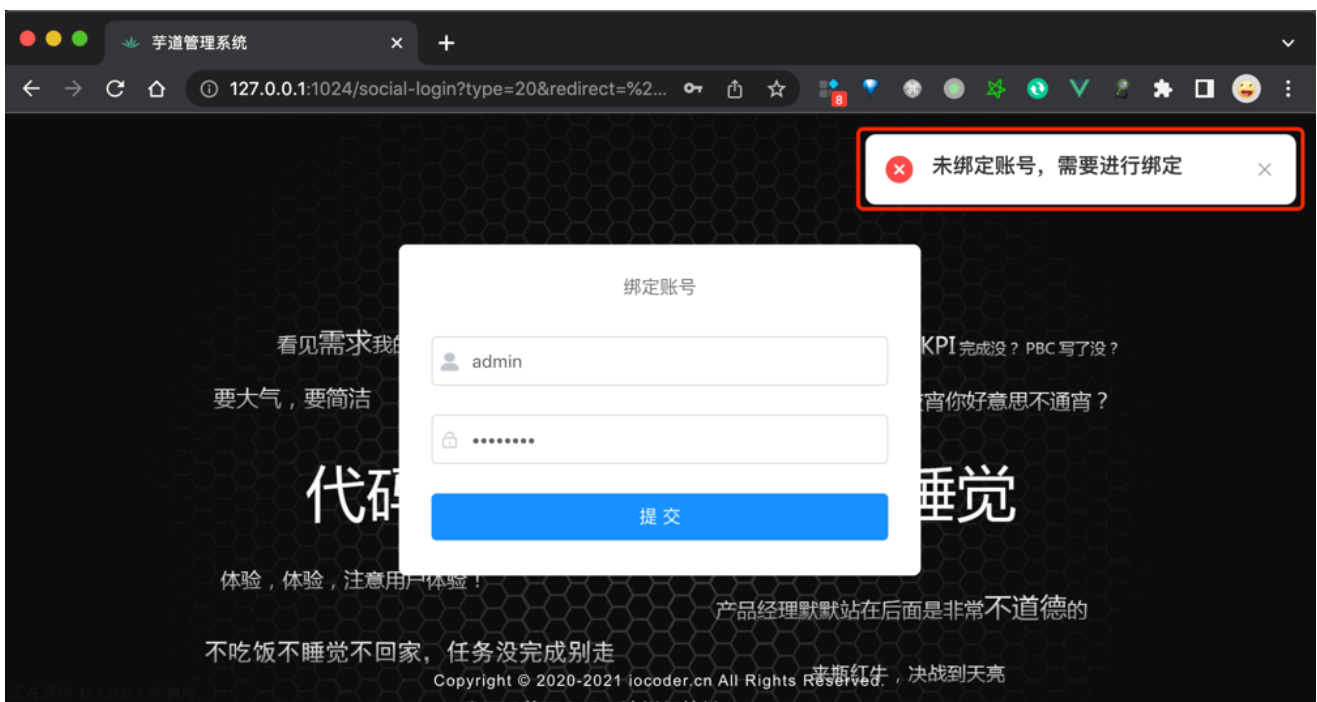 芋道管理系统
127.0.0.1:1024/social-login?type=20&redirect=%2...
8
未绑定账号，需要进行绑定
绑定账号
看见需求我
KPI 完成没？PBC 写了没？
admin
要大气，要简洁
宵你好意思不通宵？
••••••••
代码
睡觉
提 交
体验，体验，注意用户体验！
产品经理默默站在后面是非常不道德的
不吃饭不睡觉不回家，任务没完成别走
来瓶红牛，决战到天亮
Copyright © 2020-2021 iocoder.cn All Rights Reserved.